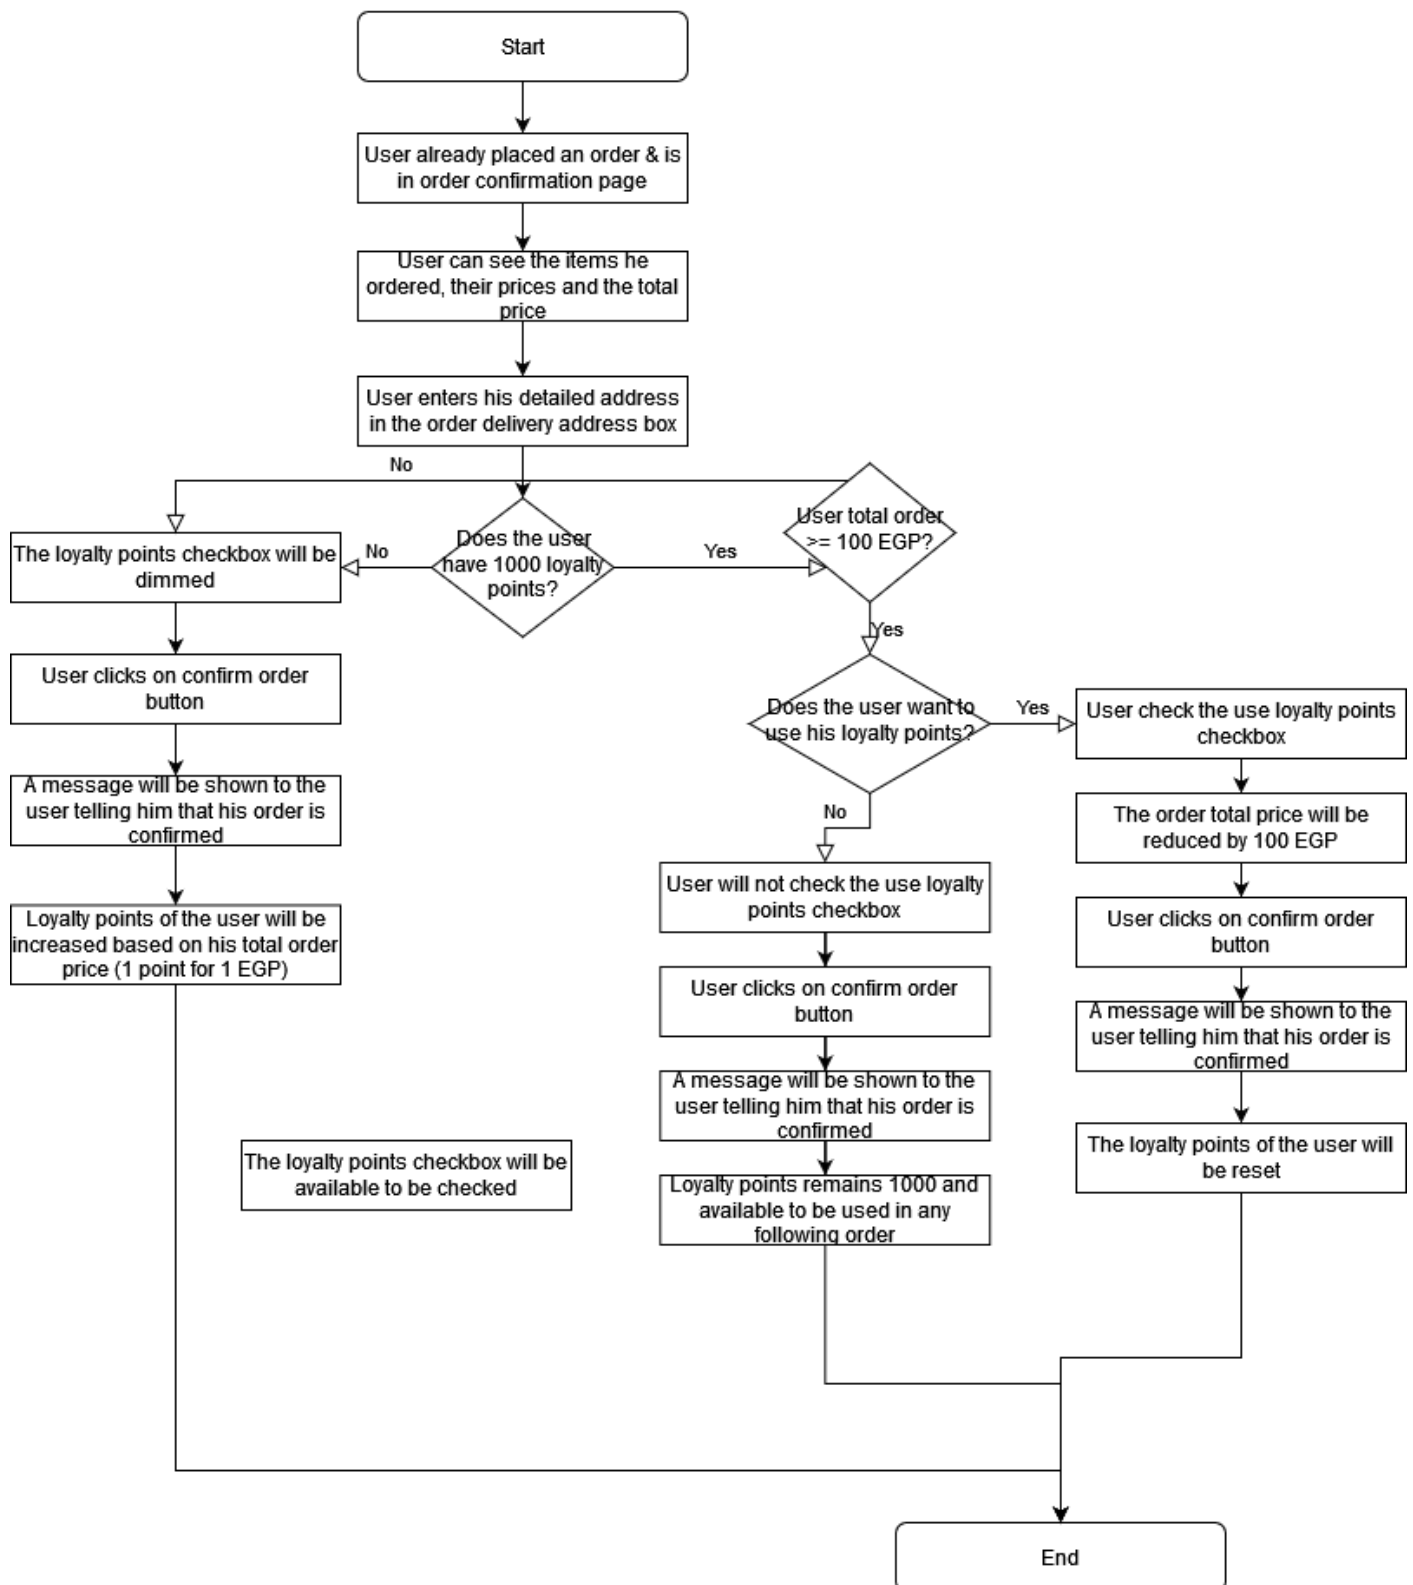 Start
User already placed an order & is
in order confirmation page
User can see the items he
ordered, their prices and the total
price
User enters his detailed address
in the order delivery address box
No
Does the user
have 1000 loyalty
points?
No
Yes
User total order
>= 100 EGP?
Yes
The loyalty points checkbox will be
dimmed
User clicks on confirm order
button
A message will be shown to the
user telling him that his order is
confirmed
Loyalty points of the user will be
increased based on his total order
price (1 point for 1 EGP)
Does the user want to
use his loyalty points?
Yes
No
User check the use loyalty points
checkbox
The order total price will be
reduced by 100 EGP
User clicks on confirm order
button
A message will be shown to the
user telling him that his order is
confirmed
The loyalty points of the user will
be reset
User will not check the use loyalty
points checkbox
User clicks on confirm order
button
A message will be shown to the
user telling him that his order is
confirmed
Loyalty points remains 1000 and
available to be used in any
following order
The loyalty points checkbox will be
available to be checked
End